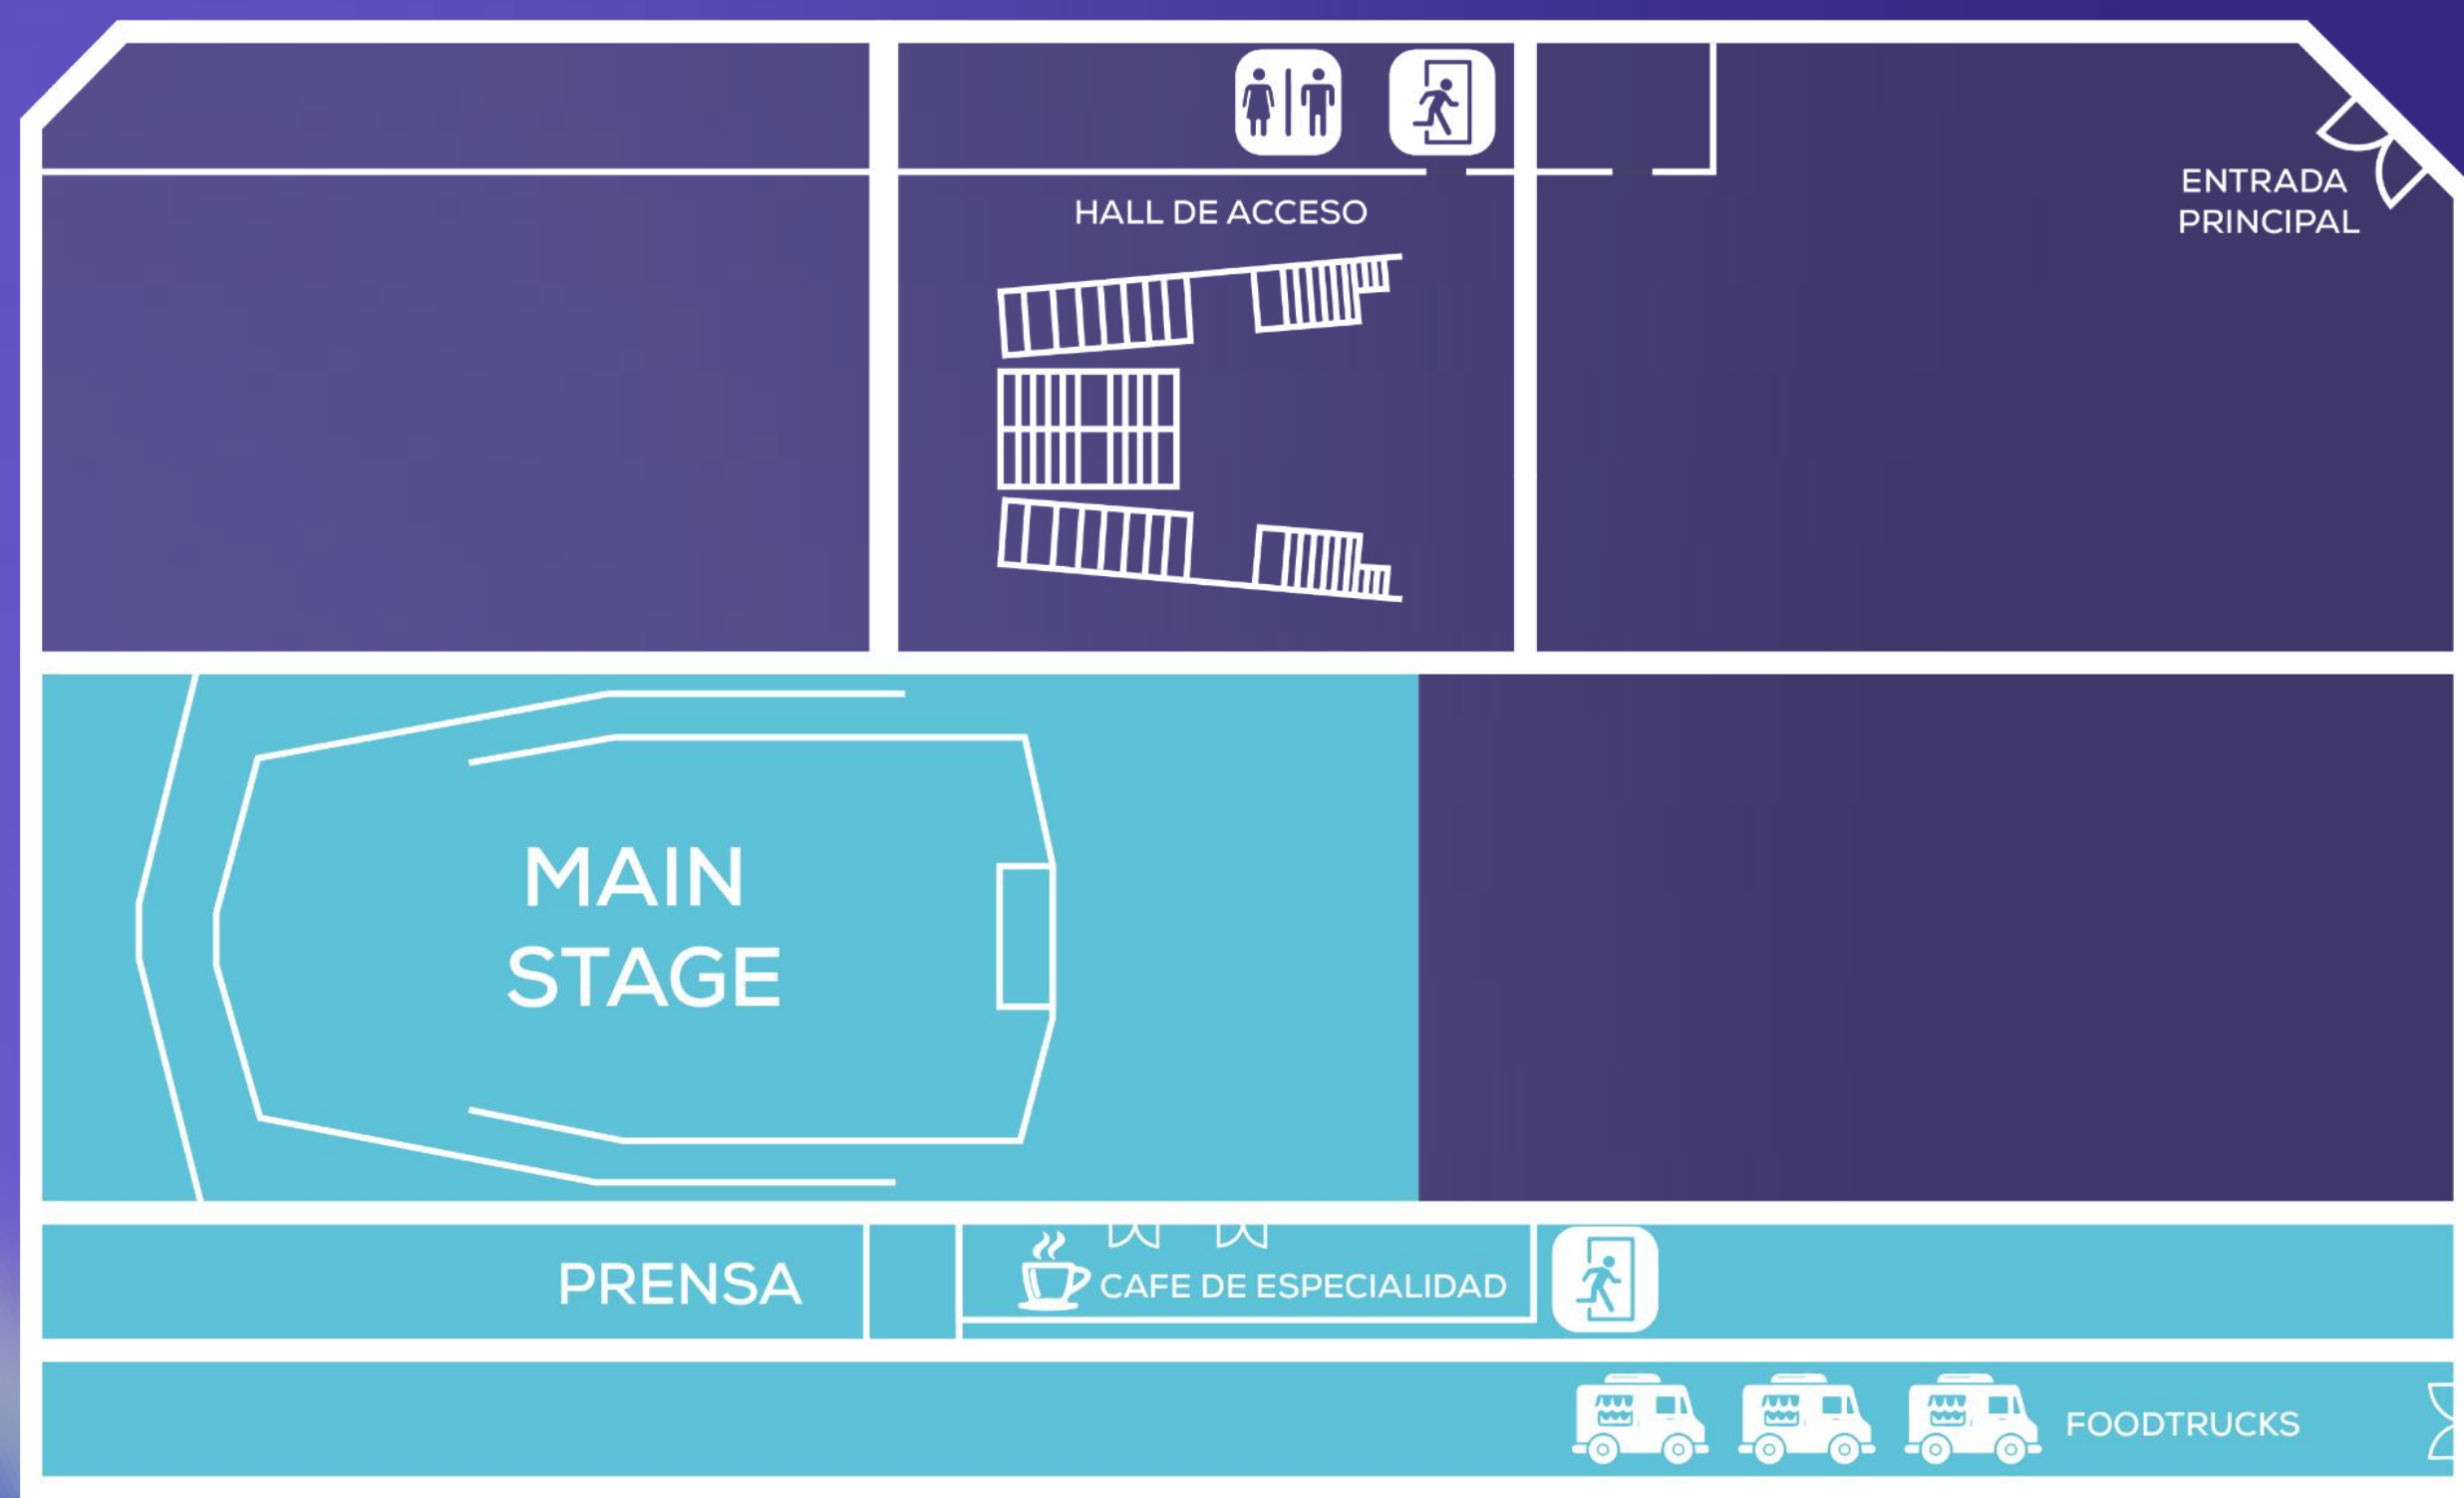 HALL DE ACCESO
ENTRADA
PRINCIPAL
MAIN
STAGE
PRENSA
CAFE DE ESPECIALIDAD
FOODTRUCKS